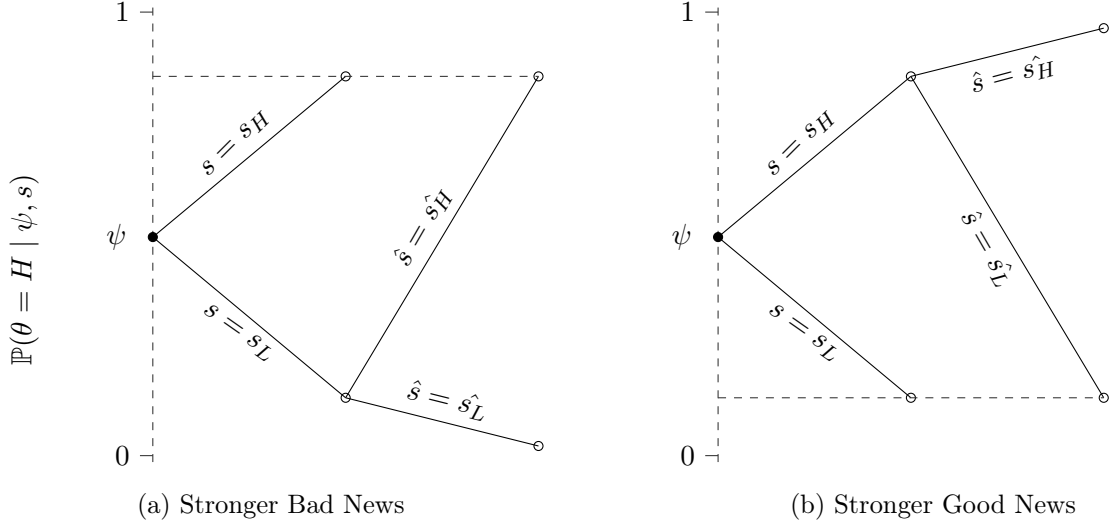 1
ψ
0
ℙ(θ = H | ψ, s)
s = s_H
s = s_L
ŝ = ŝ_H
ŝ = ŝ_L
(a) Stronger Bad News
ψ
s = s_H
s = s_L
ŝ = ŝ_H
ŝ = ŝ_L
1
0
(b) Stronger Good News